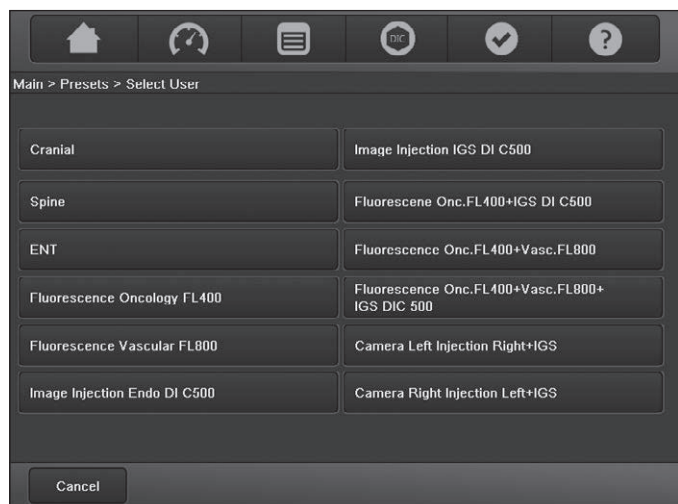 DIC
?
Main > Presets > Select User
Cranial
Image Injection IGS DI C500
Spine
Fluorescene Onc.FL400+IGS DI C500
ENT
Fluorescence Onc.FL400+Vasc.FL800
Fluorescence Oncology FL400
Fluorescence Onc.FL400+Vasc.FL800+
IGS DIC 500
Fluorescence Vascular FL800
Camera Left Injection Right+IGS
Image Injection Endo DI C500
Camera Right Injection Left+IGS
Cancel